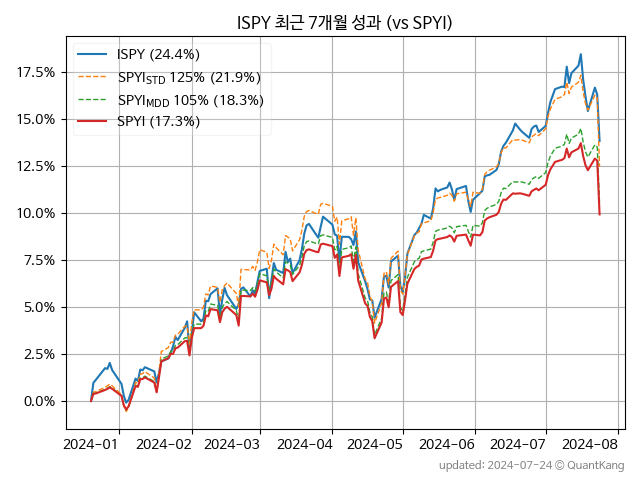 ISPY 최근 7개월 성과 (vs SPYI)
ISPY (24.4%)
SPYI_STD 125% (21.9%)
SPYI_MDD 105% (18.3%)
SPYI (17.3%)
17.5%
15.0%
12.5%
10.0%
7.5%
5.0%
2.5%
0.0%
2024-01 2024-02 2024-03 2024-04 2024-05 2024-06 2024-07 2024-08
updated: 2024-07-24 © QuantKang